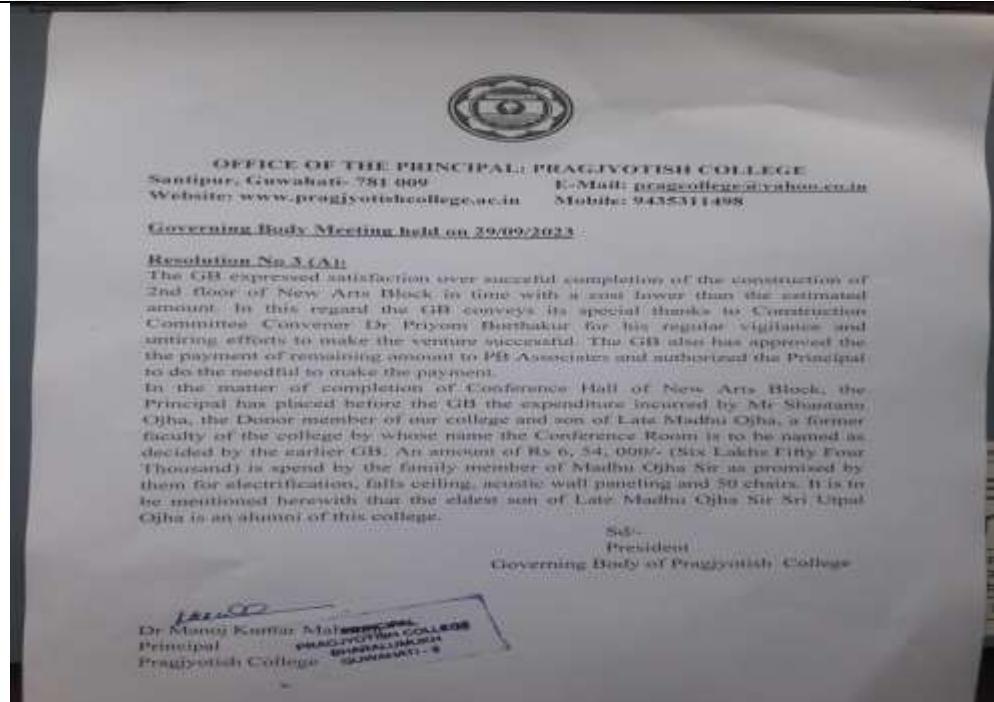 OFFICE OF THE PRINCIPAL: PRAGJYOTISH COLLEGE
Santipur, Guwahati- 781 009 E-Mail: pragcollege@yahoo.co.in
Website: www.pragjyotishcollege.ac.in Mobile: 9435311498
Governing Body Meeting held on 29/09/2023
Resolution No 3 (A):
The GB expressed satisfaction over succeful completion of the construction of
2nd floor of New Arts Block in time with a cost lower than the estimated
amount. In this regard the GB conveys its special thanks to Construction
Committee Convener Dr Priyom Borthakur for his regular vigilance and
untiring efforts to make the venture successful. The GB also has approved the
the payment of remaining amount to PB Associates and authorized the Principal
to do the needful to make the payment.
In the matter of completion of Conference Hall of New Arts Block, the
Principal has placed before the GB the expenditure incurred by Mr Shantanu
Ojha, the Donor member of our college and son of Late Madhu Ojha, a former
faculty of the college by whose name the Conference Room is to be named as
decided by the earlier GB. An amount of Rs 6, 54, 000/- (Six Lakhs Fifty Four
Thousand) is spend by the family member of Madhu Ojha Sir as promised by
them for electrification, falls ceiling, acustic wall paneling and 50 chairs. It is to
be mentioned herewith that the eldest son of Late Madhu Ojha Sir Sri Utpal
Ojha is an alumni of this college.
Sd/-
President
Governing Body of Pragjyotish College
Dr Manoj Kumar
Principal
Pragjyotish College
PRINCIPAL
PRAGJYOTISH COLLEGE
BHARALUMUKH
GUWAHATI - 9